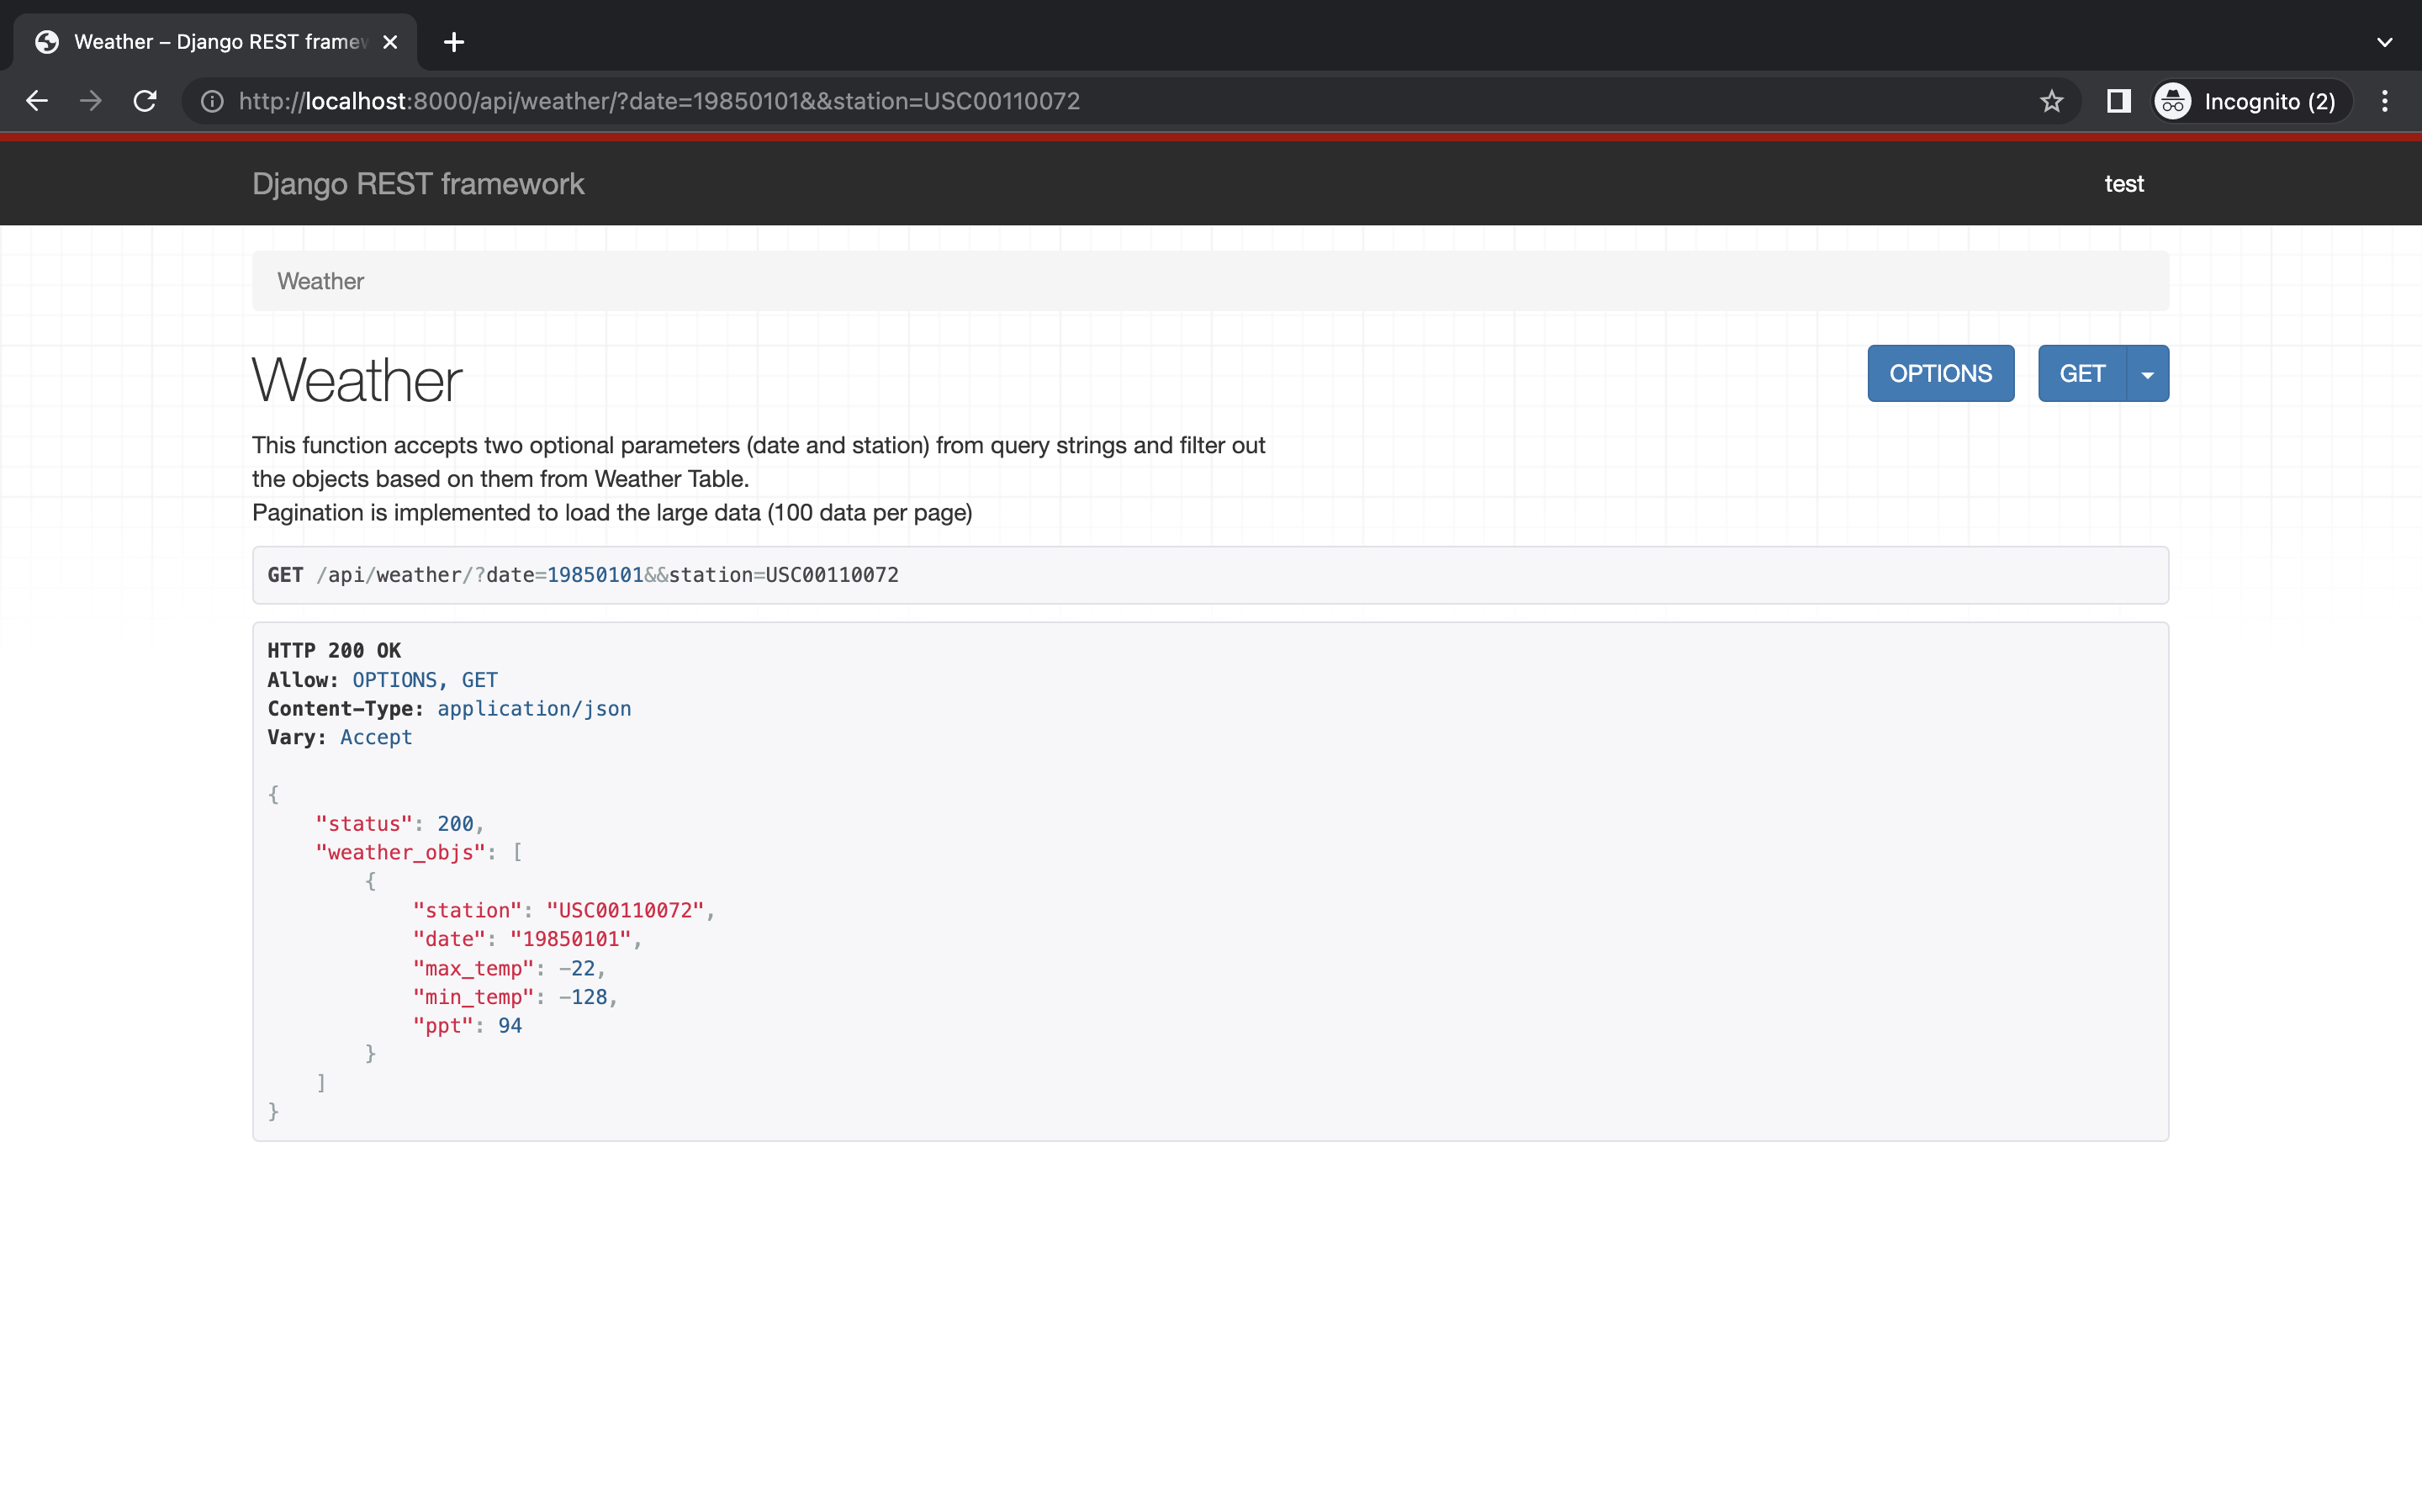 Weather – Django REST framew
http://localhost:8000/api/weather/?date=19850101&&station=USC00110072
Incognito (2)
Django REST framework
test
Weather
Weather
OPTIONS
GET
This function accepts two optional parameters (date and station) from query strings and filter out
the objects based on them from Weather Table.
Pagination is implemented to load the large data (100 data per page)
GET /api/weather/?date=19850101&&station=USC00110072
HTTP 200 OK
Allow: OPTIONS, GET
Content-Type: application/json
Vary: Accept
{
    "status": 200,
    "weather_objs": [
        {
            "station": "USC00110072",
            "date": "19850101",
            "max_temp": -22,
            "min_temp": -128,
            "ppt": 94
        }
    ]
}